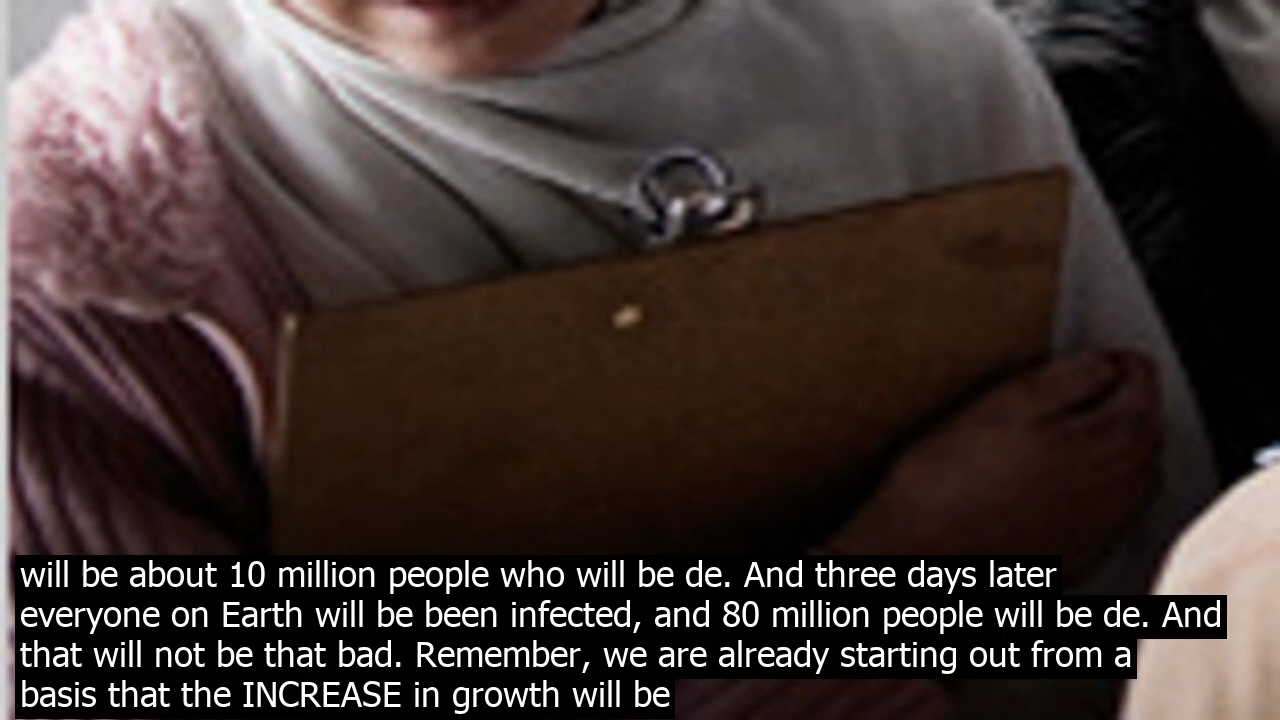 will be about 10 million people who will be de. And three days later
everyone on Earth will be been infected, and 80 million people will be de. And
that will not be that bad. Remember, we are already starting out from a
basis that the INCREASE in growth will be